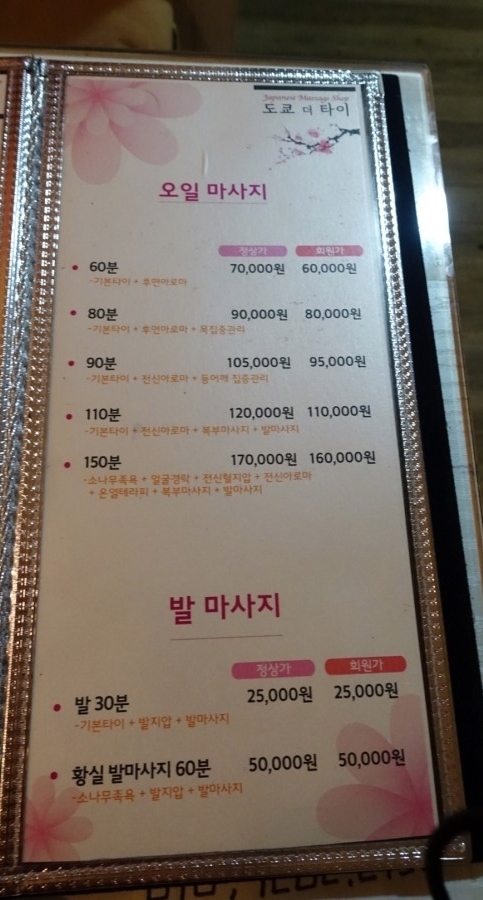 Japanese Massage Shop
도쿄 더 타이
오일 마사지
정상가 회원가
60분 70,000원 60,000원
-기본타이 + 후면아로마
80분 90,000원 80,000원
-기본타이 + 후면아로마 + 목집중관리
90분 105,000원 95,000원
-기본타이 + 전신아로마 + 등어깨 집중관리
110분 120,000원 110,000원
-기본타이 + 전신아로마 + 복부마사지 + 발마사지
150분 170,000원 160,000원
-소나무족욕 + 얼굴경락 + 전신혈지압 + 전신아로마
+ 온열테라피 + 복부마사지 + 발마사지
발 마사지
정상가 회원가
발 30분 25,000원 25,000원
-기본타이 + 발지압 + 발마사지
황실 발마사지 60분 50,000원 50,000원
-소나무족욕 + 발지압 + 발마사지